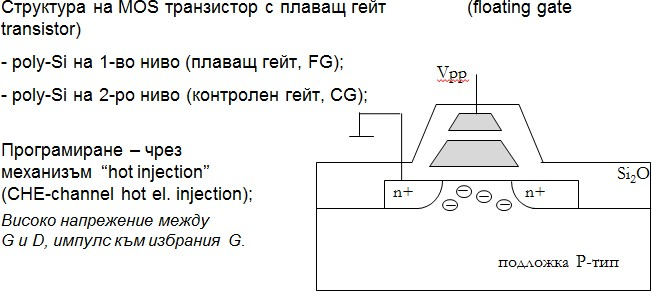 Структура на MOS транзистор с плаващ гейт (floating gate
transistor)
- poly-Si на 1-во ниво (плаващ гейт, FG);
- poly-Si на 2-ро ниво (контролен гейт, CG);
Програмиране – чрез
механизъм “hot injection”
(CHE-channel hot el. injection);
Високо напрежение между
G и D, импулс към избрания G.
Vpp
Si2O
n+ n+
подложка P-тип